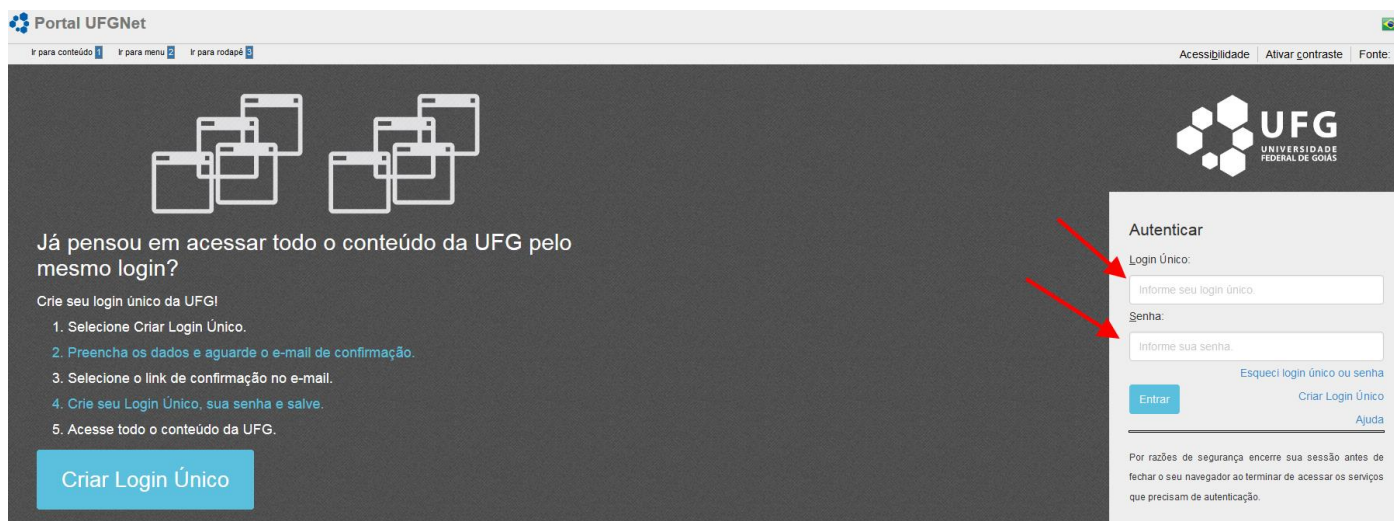 Portal UFGNet
Ir para conteúdo 1 Ir para menu 2 Ir para rodapé 3
Acessibilidade Ativar contraste Fonte:
UFG
UNIVERSIDADE
FEDERAL DE GOIÁS
Já pensou em acessar todo o conteúdo da UFG pelo
mesmo login?
Crie seu login único da UFG!
1. Selecione Criar Login Único.
2. Preencha os dados e aguarde o e-mail de confirmação.
3. Selecione o link de confirmação no e-mail.
4. Crie seu Login Único, sua senha e salve.
5. Acesse todo o conteúdo da UFG.
Criar Login Único
Autenticar
Login Único:
Informe seu login único.
Senha:
Informe sua senha.
Esqueci login único ou senha
Entrar
Criar Login Único
Ajuda
Por razões de segurança encerre sua sessão antes de
fechar o seu navegador ao terminar de acessar os serviços
que precisam de autenticação.